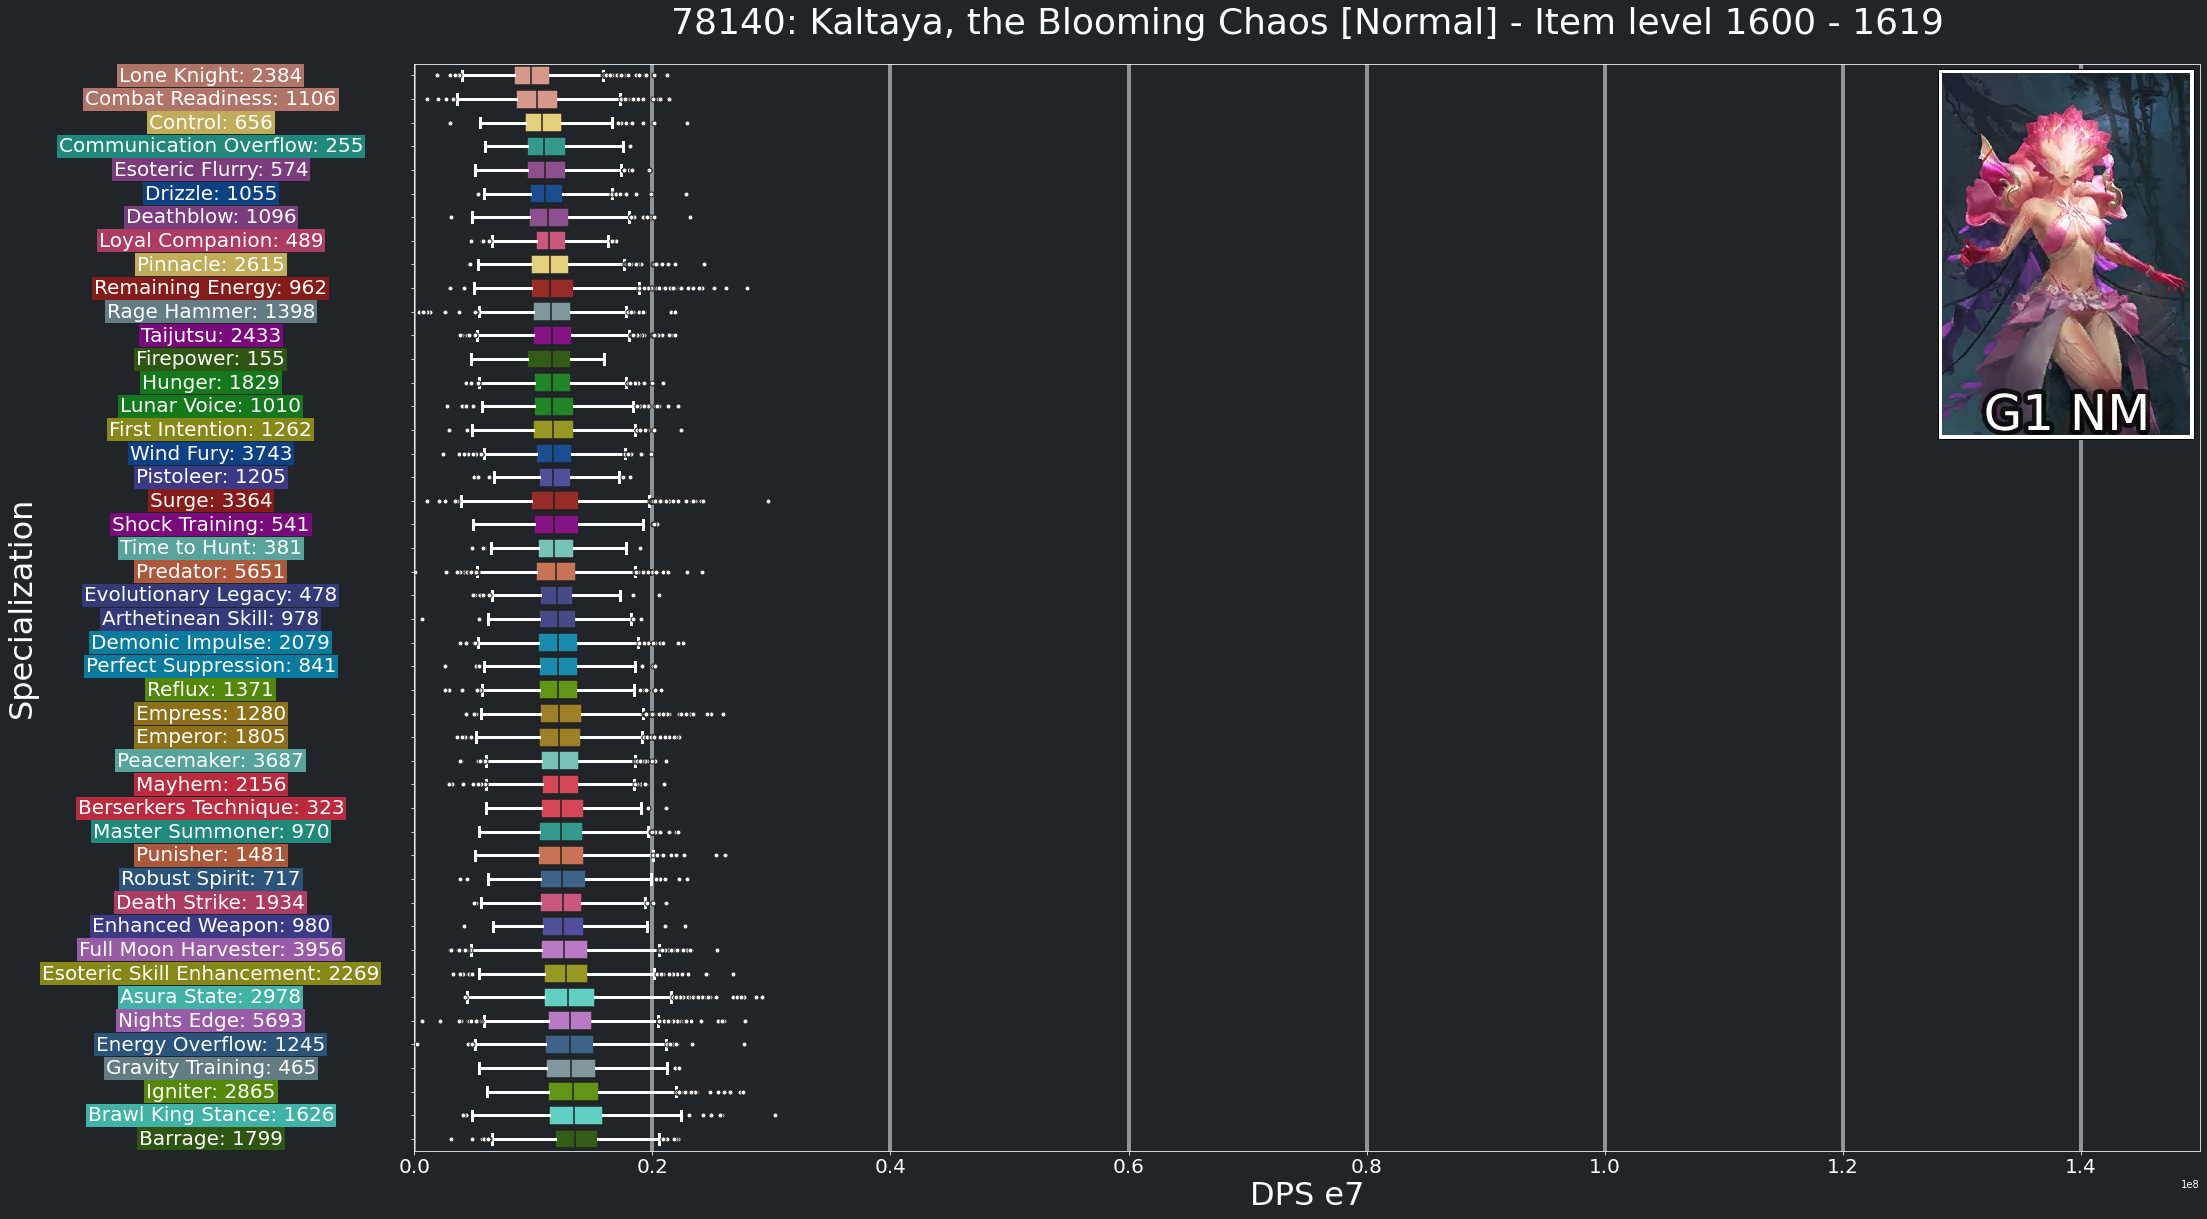 78140: Kaltaya, the Blooming Chaos [Normal] - Item level 1600 - 1619
Lone Knight: 2384
Combat Readiness: 1106
Control: 656
Communication Overflow: 255
Esoteric Flurry: 574
Drizzle: 1055
Deathblow: 1096
Loyal Companion: 489
Pinnacle: 2615
Remaining Energy: 962
Rage Hammer: 1398
Taijutsu: 2433
Firepower: 155
Hunger: 1829
Lunar Voice: 1010
First Intention: 1262
Wind Fury: 3743
Pistoleer: 1205
Surge: 3364
Shock Training: 541
Time to Hunt: 381
Predator: 5651
Evolutionary Legacy: 478
Arthetinean Skill: 978
Demonic Impulse: 2079
Perfect Suppression: 841
Reflux: 1371
Empress: 1280
Emperor: 1805
Peacemaker: 3687
Mayhem: 2156
Berserkers Technique: 323
Master Summoner: 970
Punisher: 1481
Robust Spirit: 717
Death Strike: 1934
Enhanced Weapon: 980
Full Moon Harvester: 3956
Esoteric Skill Enhancement: 2269
Asura State: 2978
Nights Edge: 5693
Energy Overflow: 1245
Gravity Training: 465
Igniter: 2865
Brawl King Stance: 1626
Barrage: 1799
Specialization
G1 NM
0.0 0.2 0.4 0.6 0.8 1.0 1.2 1.4
DPS e7
1e8